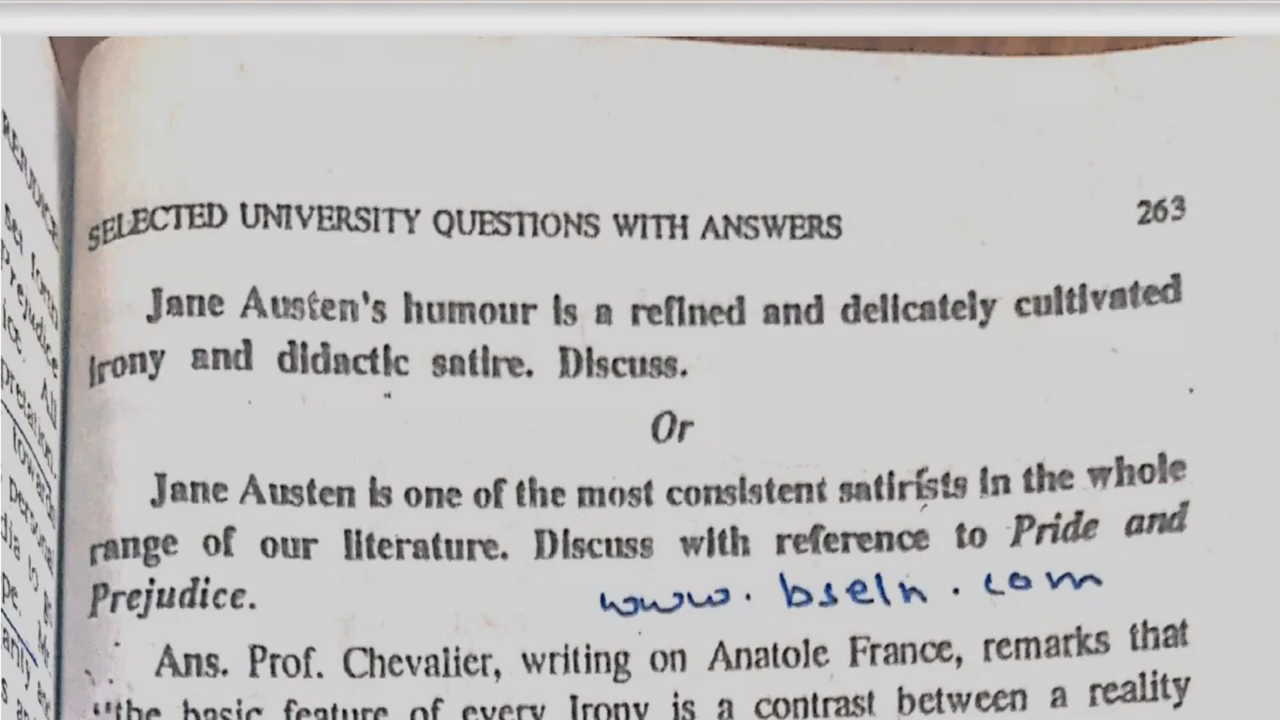 SELECTED UNIVERSITY QUESTIONS WITH ANSWERS 263
Jane Austen's humour is a refined and delicately cultivated
irony and didactic satire. Discuss.
Or
Jane Austen is one of the most consistent satirists in the whole
range of our literature. Discuss with reference to Pride and
Prejudice.
www.bseln.com
Ans. Prof. Chevalier, writing on Anatole France, remarks that
"the basic feature of every Irony is a contrast between a reality